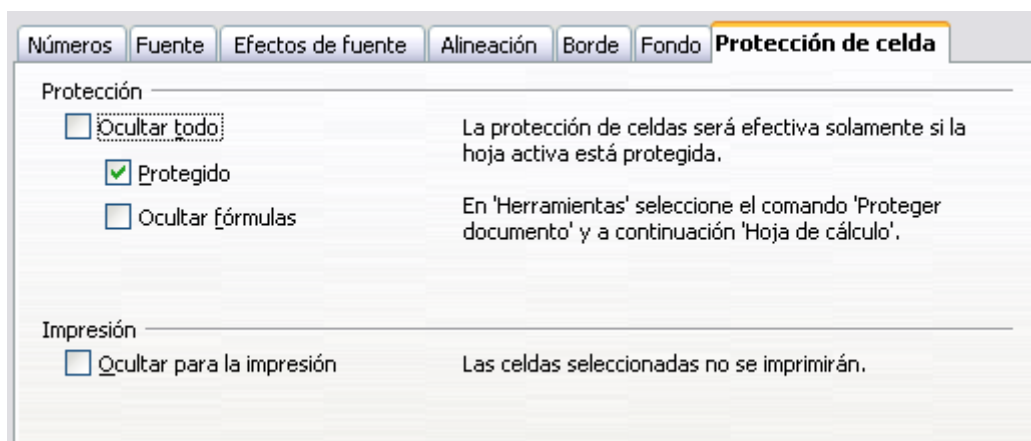 Números Fuente Efectos de fuente Alineación Borde Fondo Protección de celda
Protección
Ocultar todo
La protección de celdas será efectiva solamente si la
hoja activa está protegida.
Protegido
Ocultar fórmulas
En 'Herramientas' seleccione el comando 'Proteger
documento' y a continuación 'Hoja de cálculo'.
Impresión
Ocultar para la impresión
Las celdas seleccionadas no se imprimirán.